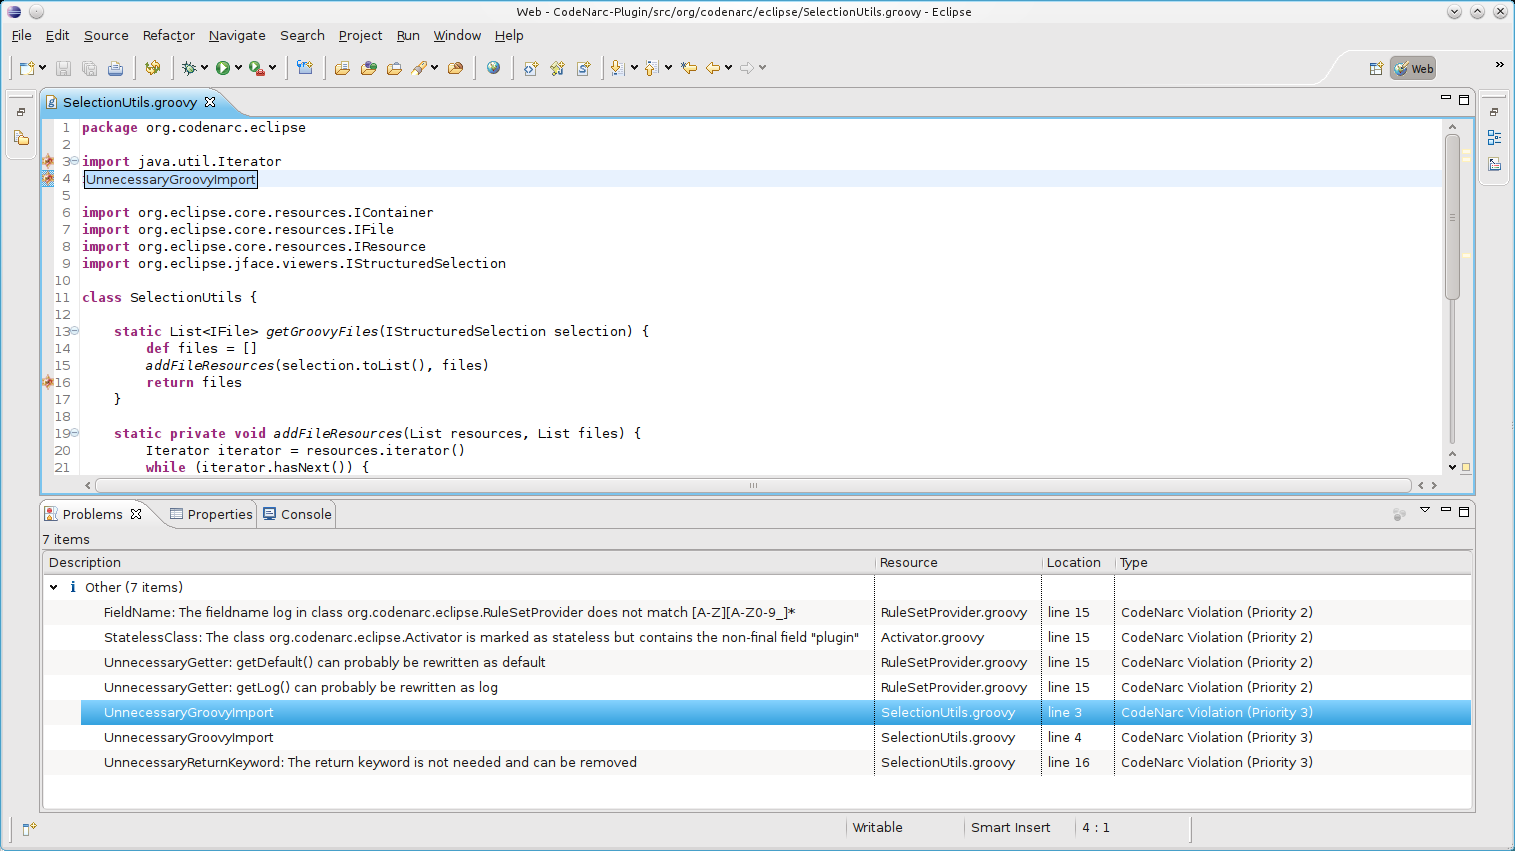 Web - CodeNarc-Plugin/src/org/codenarc/eclipse/SelectionUtils.groovy - Eclipse
File Edit Source Refactor Navigate Search Project Run Window Help
Web »
SelectionUtils.groovy
1 package org.codenarc.eclipse
2
3 import java.util.Iterator
4 UnnecessaryGroovyImport
5
6 import org.eclipse.core.resources.IContainer
7 import org.eclipse.core.resources.IFile
8 import org.eclipse.core.resources.IResource
9 import org.eclipse.jface.viewers.IStructuredSelection
10
11 class SelectionUtils {
12
13 static List<IFile> getGroovyFiles(IStructuredSelection selection) {
14 def files = []
15 addFileResources(selection.toList(), files)
16 return files
17 }
18
19 static private void addFileResources(List resources, List files) {
20 Iterator iterator = resources.iterator()
21 while (iterator.hasNext()) {
Problems Properties Console
7 items
Description Resource Location Type
i Other (7 items)
FieldName: The fieldname log in class org.codenarc.eclipse.RuleSetProvider does not match [A-Z][A-Z0-9_]* RuleSetProvider.groovy line 15 CodeNarc Violation (Priority 2)
StatelessClass: The class org.codenarc.eclipse.Activator is marked as stateless but contains the non-final field "plugin" Activator.groovy line 15 CodeNarc Violation (Priority 2)
UnnecessaryGetter: getDefault() can probably be rewritten as default RuleSetProvider.groovy line 15 CodeNarc Violation (Priority 2)
UnnecessaryGetter: getLog() can probably be rewritten as log RuleSetProvider.groovy line 15 CodeNarc Violation (Priority 2)
UnnecessaryGroovyImport SelectionUtils.groovy line 3 CodeNarc Violation (Priority 3)
UnnecessaryGroovyImport SelectionUtils.groovy line 4 CodeNarc Violation (Priority 3)
UnnecessaryReturnKeyword: The return keyword is not needed and can be removed SelectionUtils.groovy line 16 CodeNarc Violation (Priority 3)
Writable Smart Insert 4 : 1